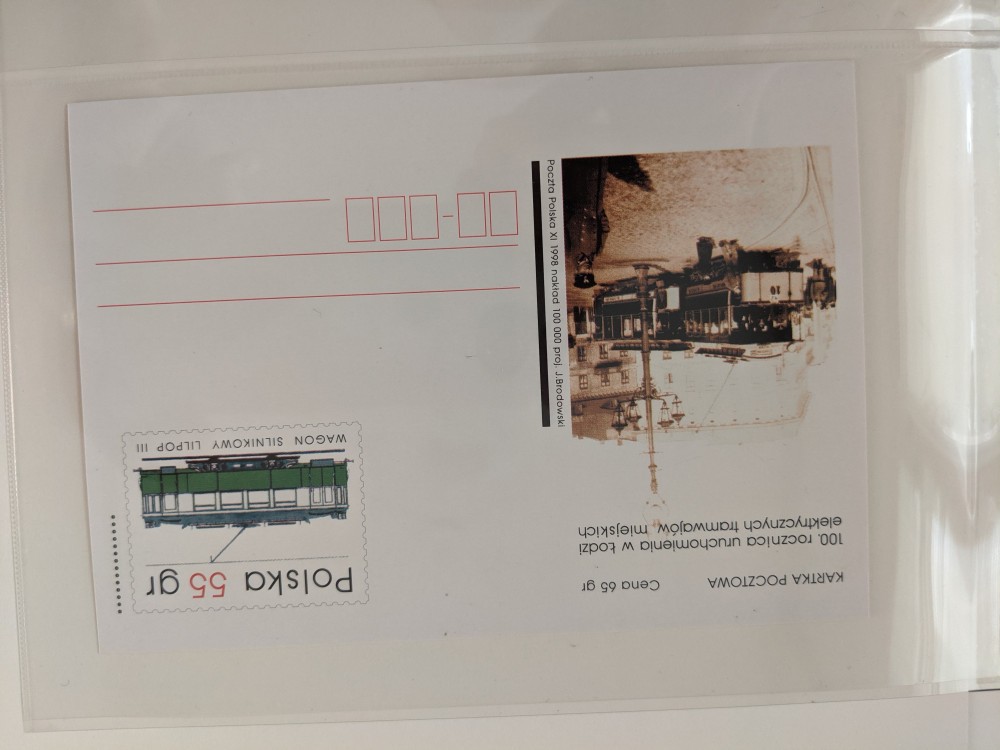 KARTKA POCZTOWA Cena 65 gr
100. rocznica uruchomienia w Łodzi
elektrycznych tramwajów miejskich
10
Poczta Polska XI 1998 nakład 100 000 proj. J.Brodowski
Polska 55 gr
WAGON SILNIKOWY LILPOP III